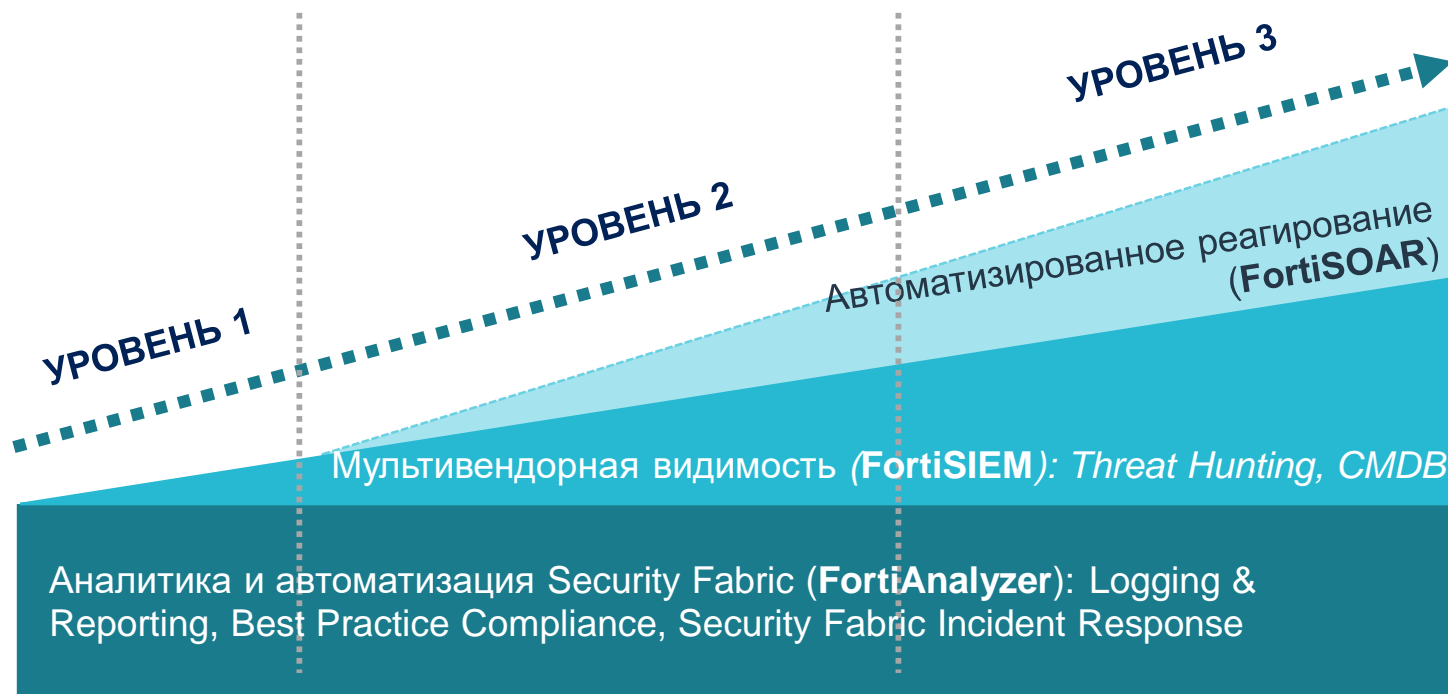 УРОВЕНЬ 1
УРОВЕНЬ 2
УРОВЕНЬ 3
Автоматизированное реагирование
(FortiSOAR)
Мультивендорная видимость (FortiSIEM): Threat Hunting, CMDB
Аналитика и автоматизация Security Fabric (FortiAnalyzer): Logging &
Reporting, Best Practice Compliance, Security Fabric Incident Response